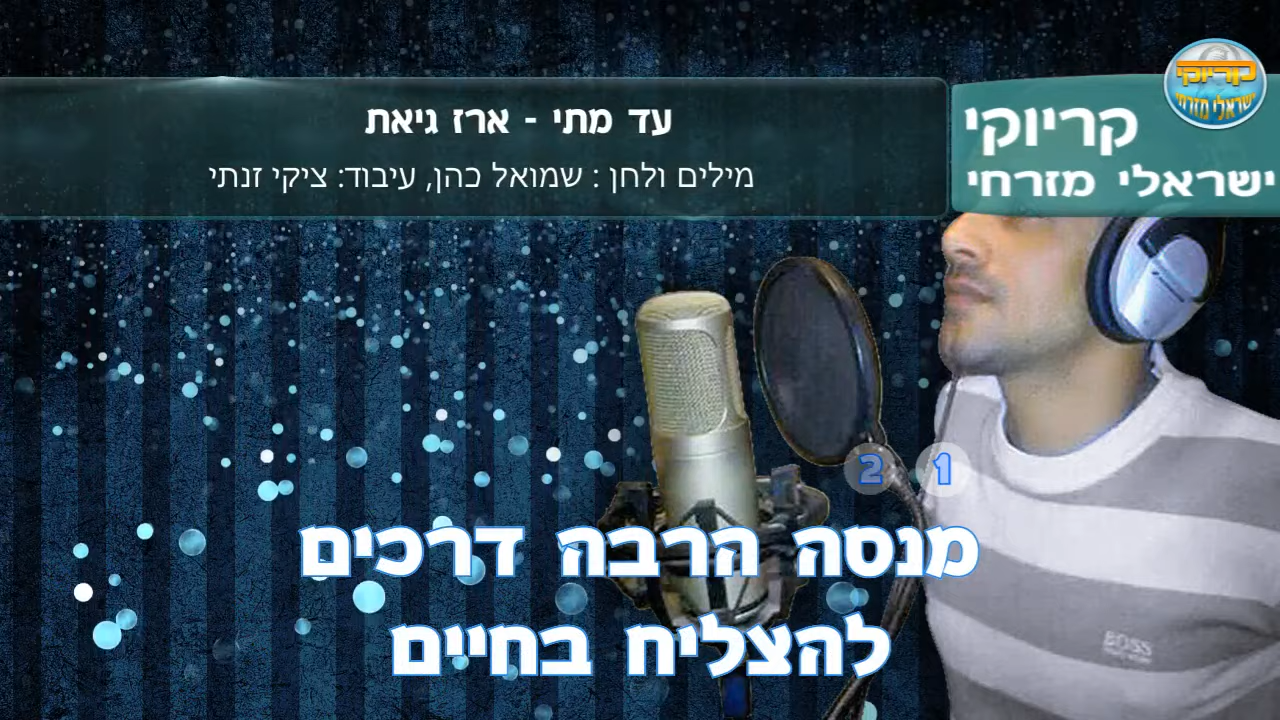 עד מתי - ארז גיאת
מילים ולחן : שמואל כהן, עיבוד: ציקי זנתי
קריוקי
ישראלי מזרחי
קריוקי
ישראלי מזרחי
1 2
מנסה הרבה דרכים
להצליח בחיים
BOSS